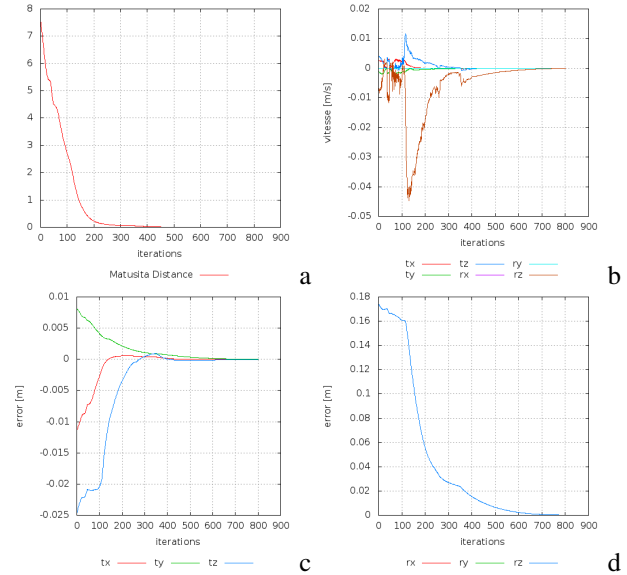 8
7
6
5
4
3
2
1
0
0 100 200 300 400 500 600 700 800 900
iterations
Matusita Distance
a
vitesse [m/s]
0.02
0.01
0
-0.01
-0.02
-0.03
-0.04
-0.05
0 100 200 300 400 500 600 700 800 900
iterations
tx tz ry
ty rx rz
b
error [m]
0.01
0.005
0
-0.005
-0.01
-0.015
-0.02
-0.025
0 100 200 300 400 500 600 700 800 900
iterations
tx ty tz
c
error [m]
0.18
0.16
0.14
0.12
0.1
0.08
0.06
0.04
0.02
0
0 100 200 300 400 500 600 700 800 900
iterations
rx ry rz
d